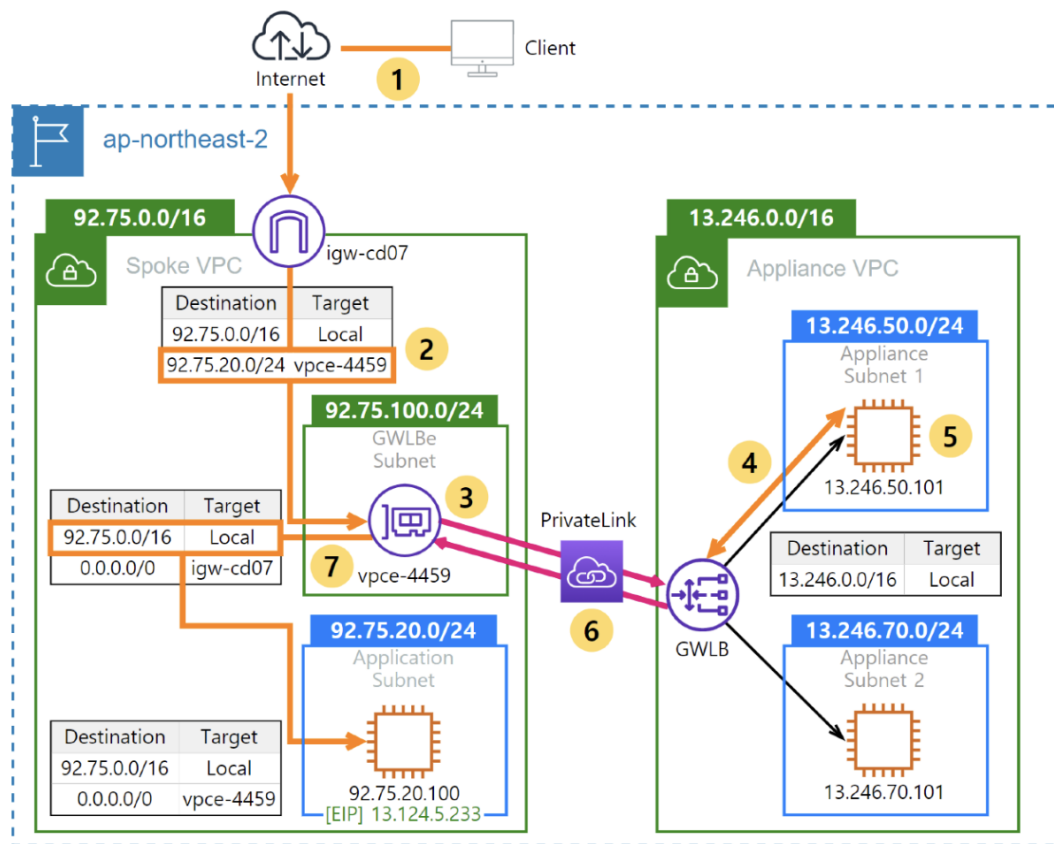 Client
Internet
1
ap-northeast-2
92.75.0.0/16
igw-cd07
Spoke VPC
Destination Target
92.75.0.0/16 Local
92.75.20.0/24 vpce-4459
2
92.75.100.0/24
GWLBe
Subnet
3
Destination Target
92.75.0.0/16 Local
0.0.0.0/0 igw-cd07
7
vpce-4459
92.75.20.0/24
Application
Subnet
Destination Target
92.75.0.0/16 Local
0.0.0.0/0 vpce-4459
92.75.20.100
[EIP] 13.124.5.233
PrivateLink
6
13.246.0.0/16
Appliance VPC
13.246.50.0/24
Appliance
Subnet 1
4
5
13.246.50.101
Destination Target
13.246.0.0/16 Local
GWLB
13.246.70.0/24
Appliance
Subnet 2
13.246.70.101